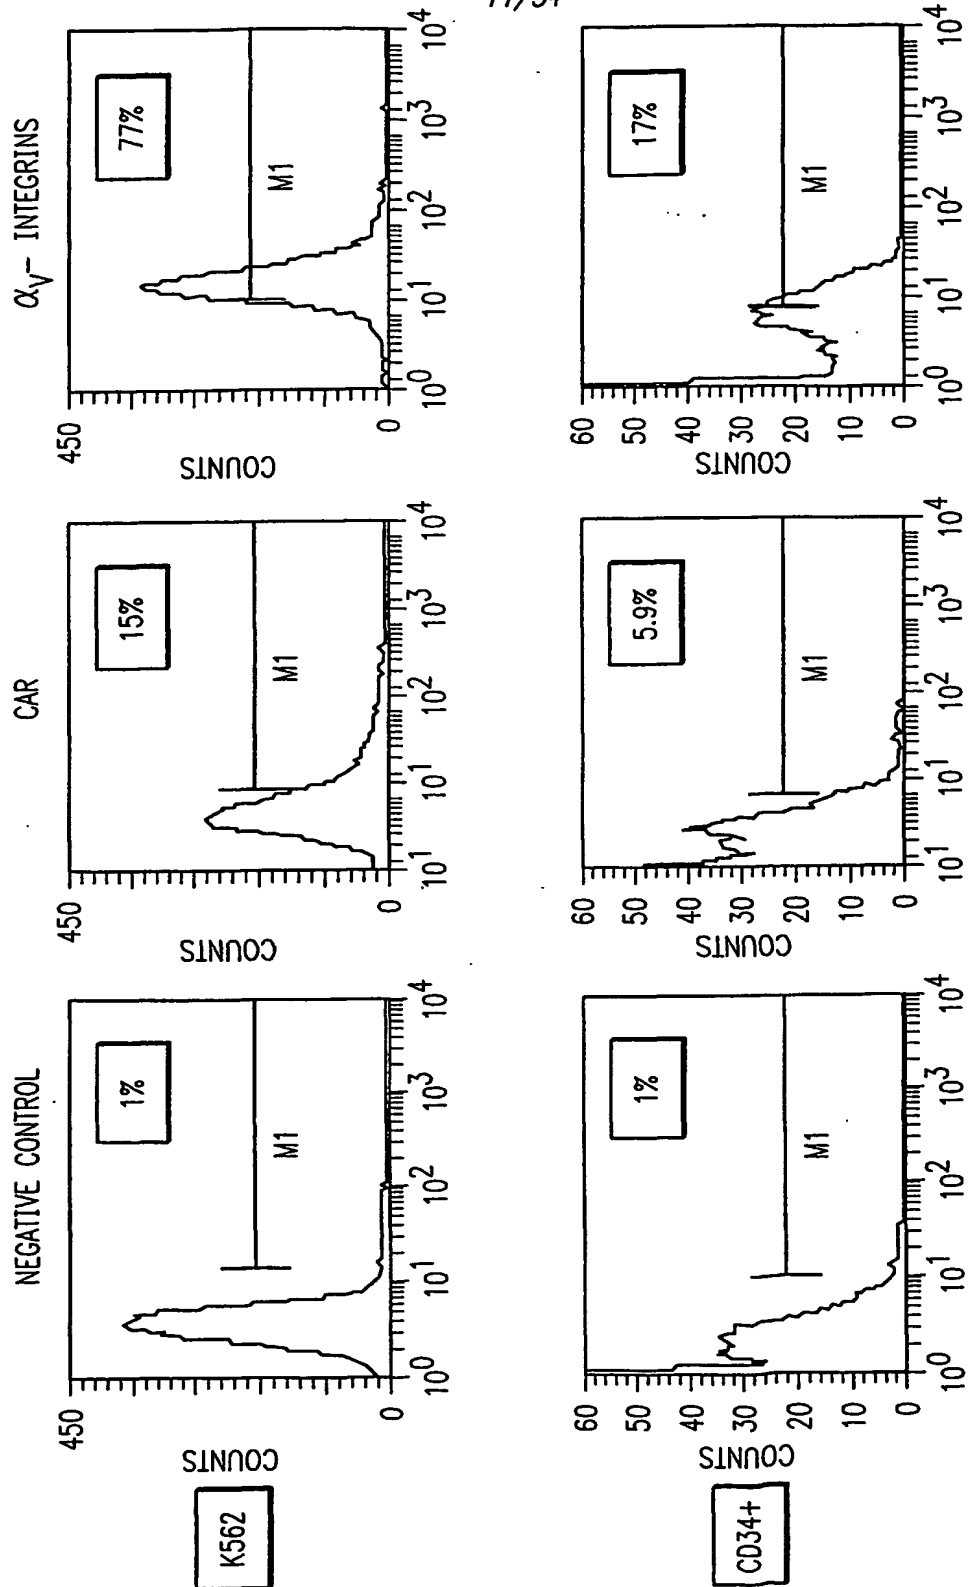 NEGATIVE CONTROL
CAR
αV- INTEGRINS
K562
COUNTS
450
0
1%
M1
10^0 10^1 10^2 10^3 10^4
COUNTS
450
0
15%
M1
10^1 10^1 10^2 10^3 10^4
COUNTS
450
0
77%
M1
10^0 10^1 10^2 10^3 10^4
CD34+
COUNTS
60
50
40
30
20
10
0
1%
M1
10^0 10^1 10^2 10^3 10^4
COUNTS
60
50
40
30
20
10
0
5.9%
M1
10^1 10^1 10^2 10^3 10^4
COUNTS
60
50
40
30
20
10
0
17%
M1
10^0 10^1 10^2 10^3 10^4